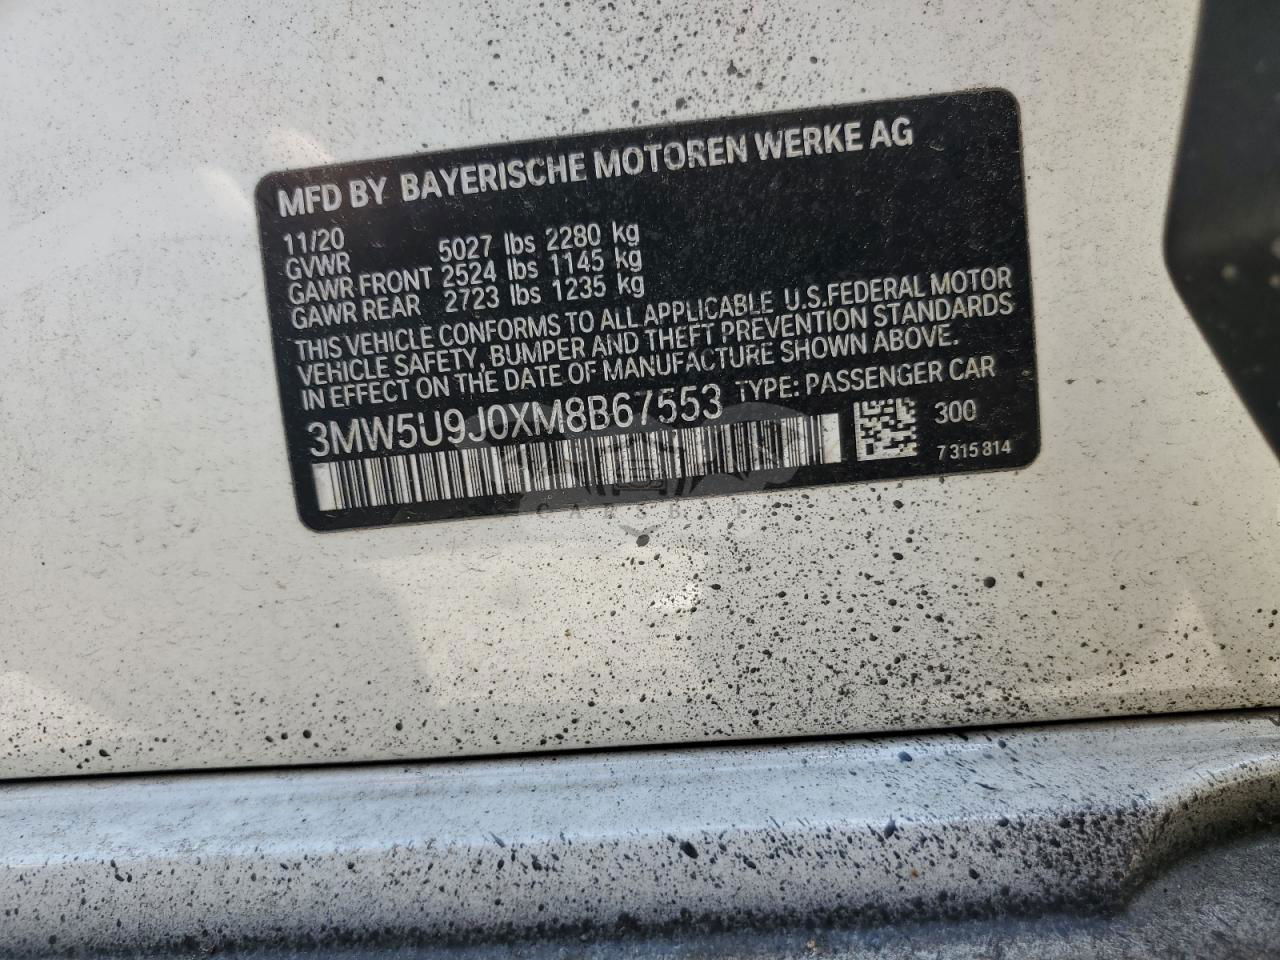 MFD BY BAYERISCHE MOTOREN WERKE AG
11/20
GVWR 5027 lbs 2280 kg
GAWR FRONT 2524 lbs 1145 kg
GAWR REAR 2723 lbs 1235 kg
THIS VEHICLE CONFORMS TO ALL APPLICABLE U.S.FEDERAL MOTOR
VEHICLE SAFETY, BUMPER AND THEFT PREVENTION STANDARDS
IN EFFECT ON THE DATE OF MANUFACTURE SHOWN ABOVE.
3MW5U9J0XM8B67553 TYPE: PASSENGER CAR
300
7 315 814